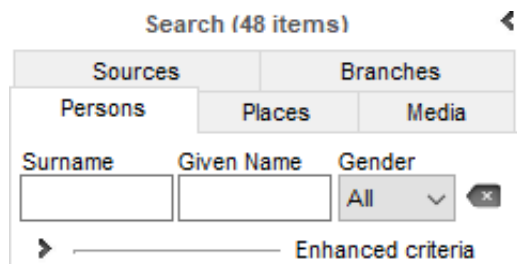 Search (48 items)
Sources Branches
Persons Places Media
Surname Given Name Gender
All
Enhanced criteria